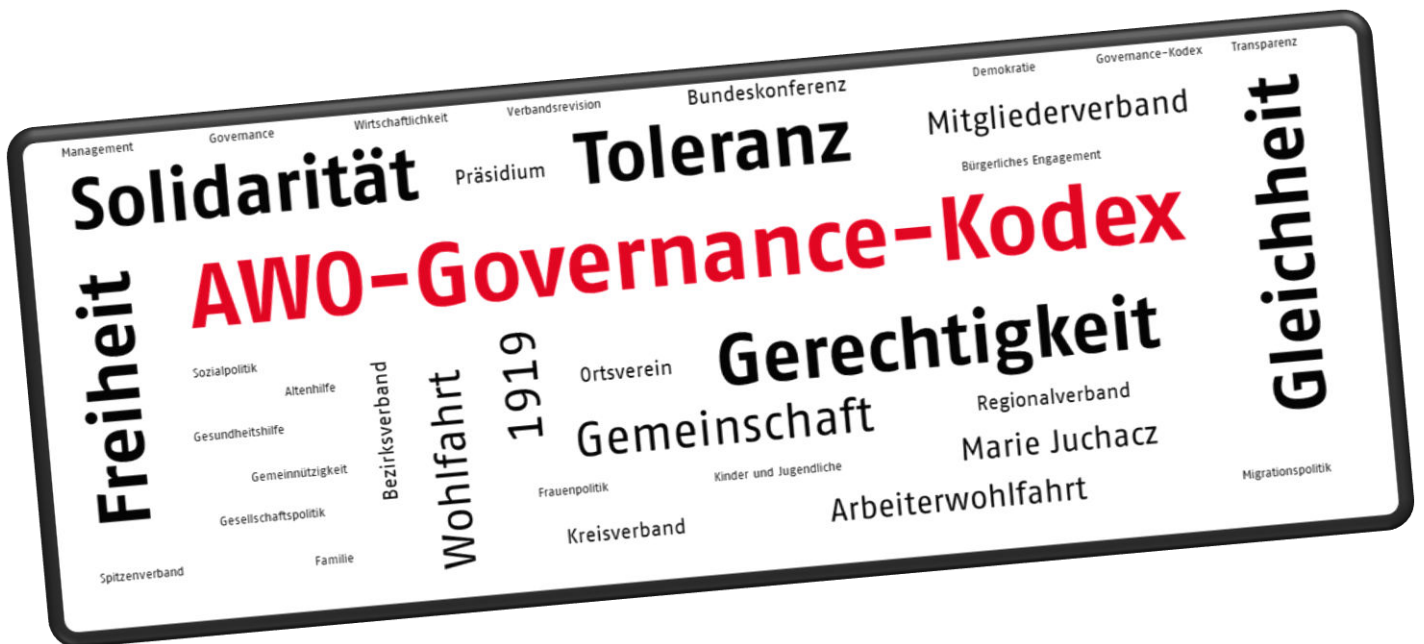 Management
Governance
Wirtschaftlichkeit
Verbandsrevision
Bundeskonferenz
Demokratie
Governance-Kodex
Transparenz
Solidarität
Präsidium
Toleranz
Mitgliederverband
Bürgerliches Engagement
AWO-Governance-Kodex
Gleichheit
Freiheit
Sozialpolitik
Altenhilfe
Gesundheitshilfe
Gemeinnützigkeit
Gesellschaftspolitik
Familie
Spitzenverband
Bezirksverband
Wohlfahrt
1919
Ortsverein
Gerechtigkeit
Gemeinschaft
Regionalverband
Marie Juchacz
Kinder und Jugendliche
Frauenpolitik
Arbeiterwohlfahrt
Kreisverband
Migrationspolitik